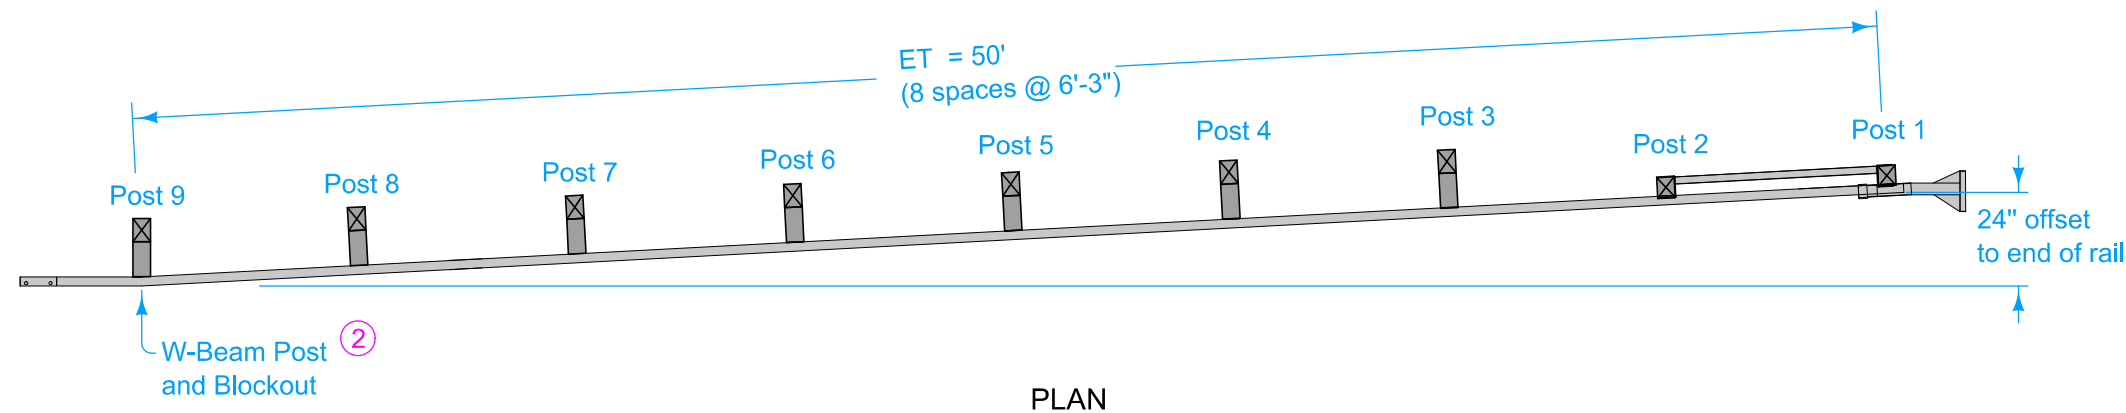 ET = 50'
(8 spaces @ 6'-3")
Post 9
Post 8
Post 7
Post 6
Post 5
Post 4
Post 3
Post 2
Post 1
24" offset
to end of rail
W-Beam Post 2
and Blockout
PLAN